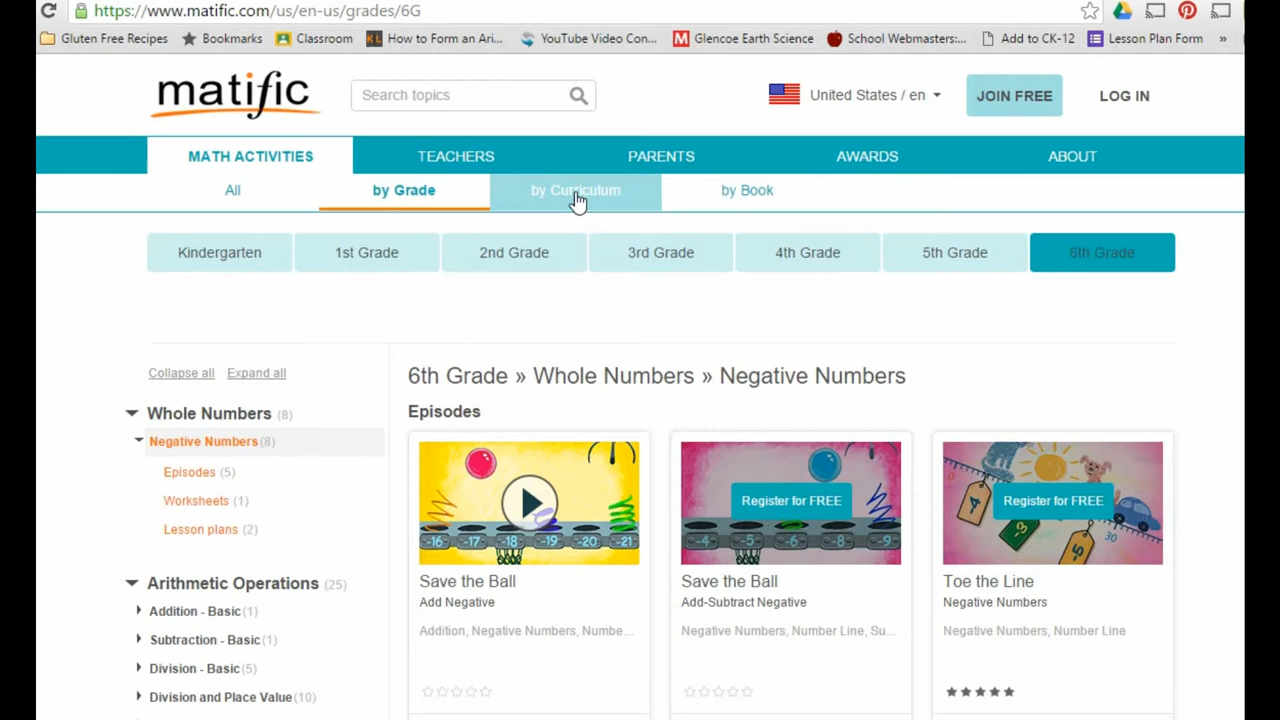 https://www.matific.com/us/en-us/grades/6G
Gluten Free Recipes Bookmarks Classroom How to Form an Ari... YouTube Video Con... Glencoe Earth Science School Webmasters:... Add to CK-12 Lesson Plan Form »
matific Search topics United States / en JOIN FREE LOG IN
MATH ACTIVITIES TEACHERS PARENTS AWARDS ABOUT
All by Grade by Curriculum by Book
Kindergarten 1st Grade 2nd Grade 3rd Grade 4th Grade 5th Grade 6th Grade
Collapse all Expand all
6th Grade » Whole Numbers » Negative Numbers
Episodes
Whole Numbers (8)
Negative Numbers (8)
Episodes (5)
Worksheets (1)
Lesson plans (2)
Arithmetic Operations (25)
Addition - Basic (1)
Subtraction - Basic (1)
Division - Basic (5)
Division and Place Value (10)
-16 -17 -18 -19 -20 -21
Save the Ball
Add Negative
Addition, Negative Numbers, Numbe...
Register for FREE
-4 -5 -6 -8 -9
Save the Ball
Add-Subtract Negative
Negative Numbers, Number Line, Su...
Register for FREE
0 4 -3 -5 30
Toe the Line
Negative Numbers
Negative Numbers, Number Line